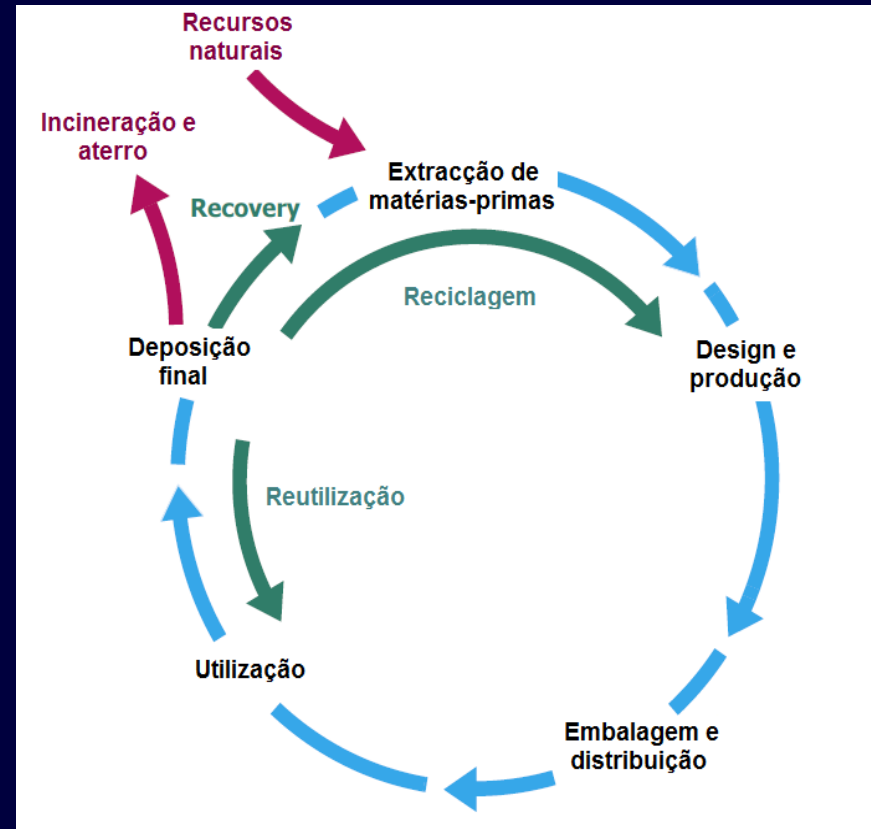 Recursos
naturais
Incineração e
aterro
Extracção de
matérias-primas
Recovery
Reciclagem
Deposição
final
Design e
produção
Reutilização
Utilização
Embalagem e
distribuição